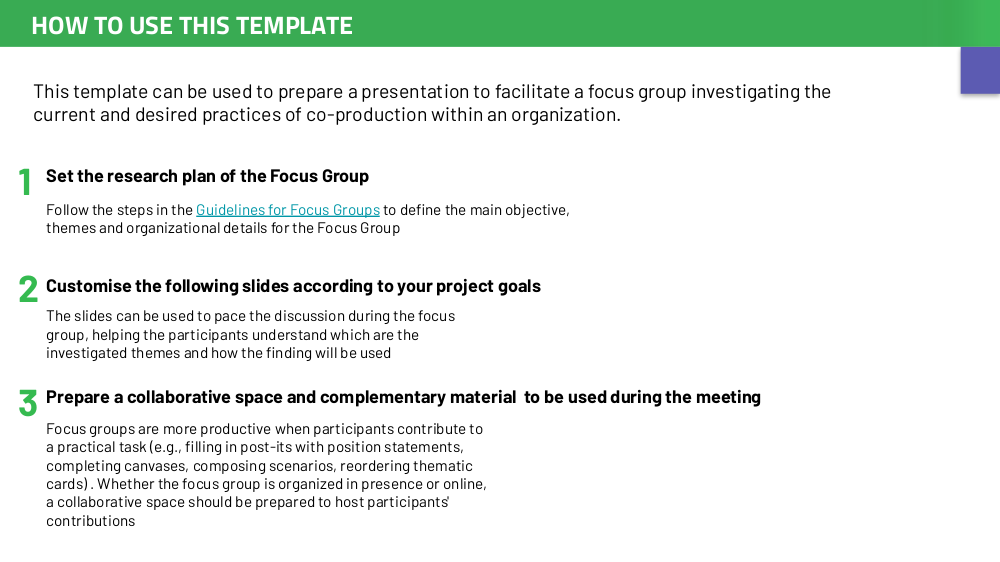 HOW TO USE THIS TEMPLATE
This template can be used to prepare a presentation to facilitate a focus group investigating the
current and desired practices of co-production within an organization.
1 Set the research plan of the Focus Group
Follow the steps in the Guidelines for Focus Groups to define the main objective,
themes and organizational details for the Focus Group
2 Customise the following slides according to your project goals
The slides can be used to pace the discussion during the focus
group, helping the participants understand which are the
investigated themes and how the finding will be used
3 Prepare a collaborative space and complementary material  to be used during the meeting
Focus groups are more productive when participants contribute to
a practical task (e.g., filling in post-its with position statements,
completing canvases, composing scenarios, reordering thematic
cards) . Whether the focus group is organized in presence or online,
a collaborative space should be prepared to host participants'
contributions